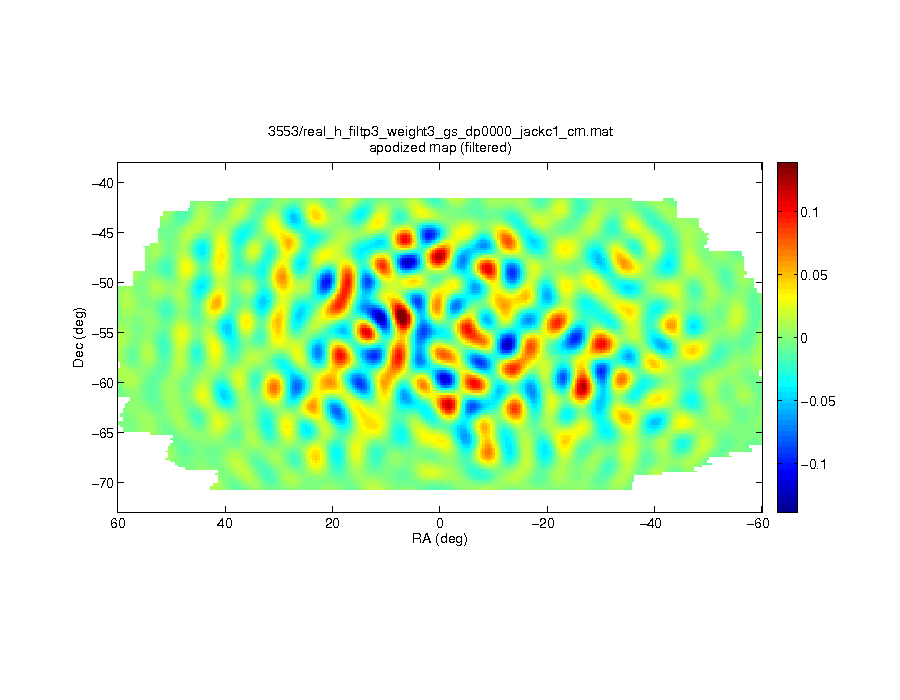 3553/real_h_filtp3_weight3_gs_dp0000_jackc1_cm.mat
apodized map (filtered)
−40
−45
−50
−55
−60
−65
−70
Dec (deg)
60 40 20 0 −20 −40 −60
RA (deg)
0.1
0.05
0
−0.05
−0.1